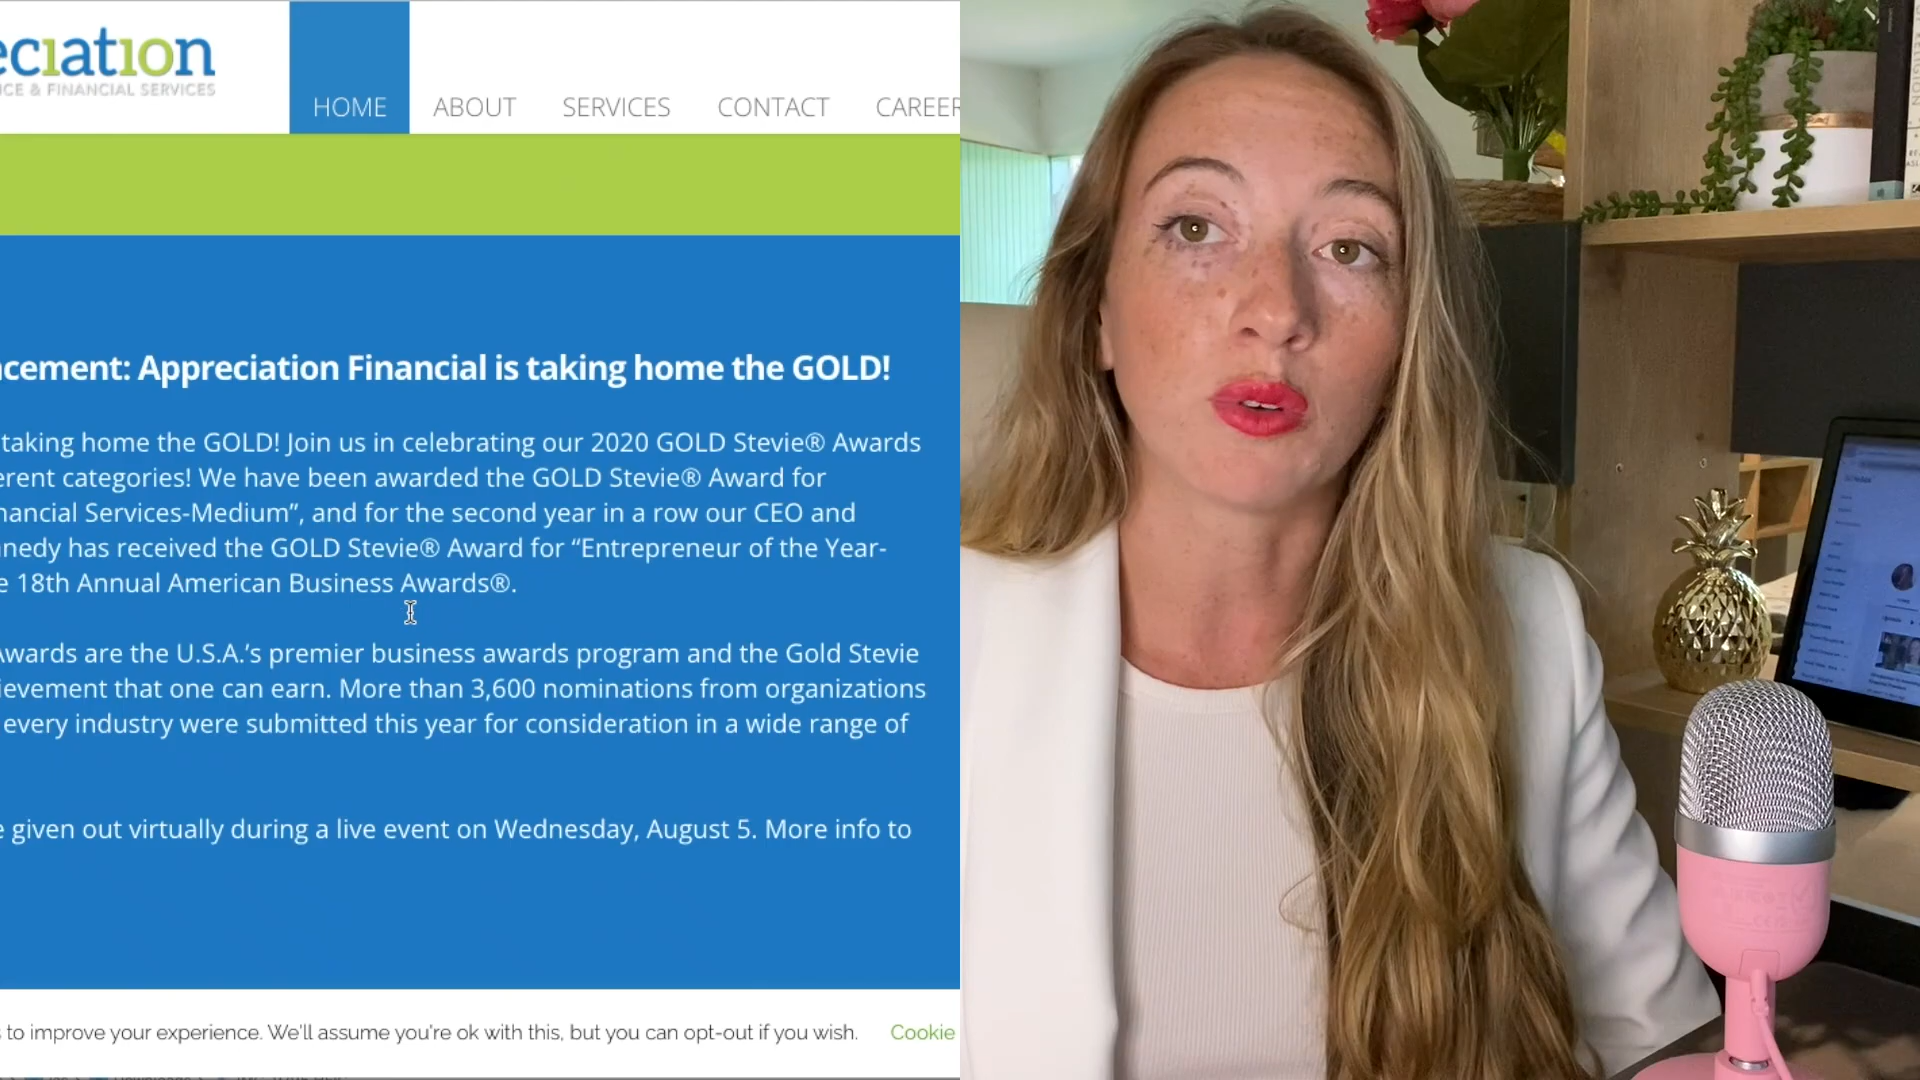 eciation
CE & FINANCIAL SERVICES
HOME ABOUT SERVICES CONTACT CAREER
cement: Appreciation Financial is taking home the GOLD!
taking home the GOLD! Join us in celebrating our 2020 GOLD Stevie® Awards
erent categories! We have been awarded the GOLD Stevie® Award for
nancial Services-Medium”, and for the second year in a row our CEO and
nedy has received the GOLD Stevie® Award for “Entrepreneur of the Year-
e 18th Annual American Business Awards®.
Awards are the U.S.A.’s premier business awards program and the Gold Stevie
ievement that one can earn. More than 3,600 nominations from organizations
every industry were submitted this year for consideration in a wide range of
e given out virtually during a live event on Wednesday, August 5. More info to
s to improve your experience. We'll assume you're ok with this, but you can opt-out if you wish. Cookie